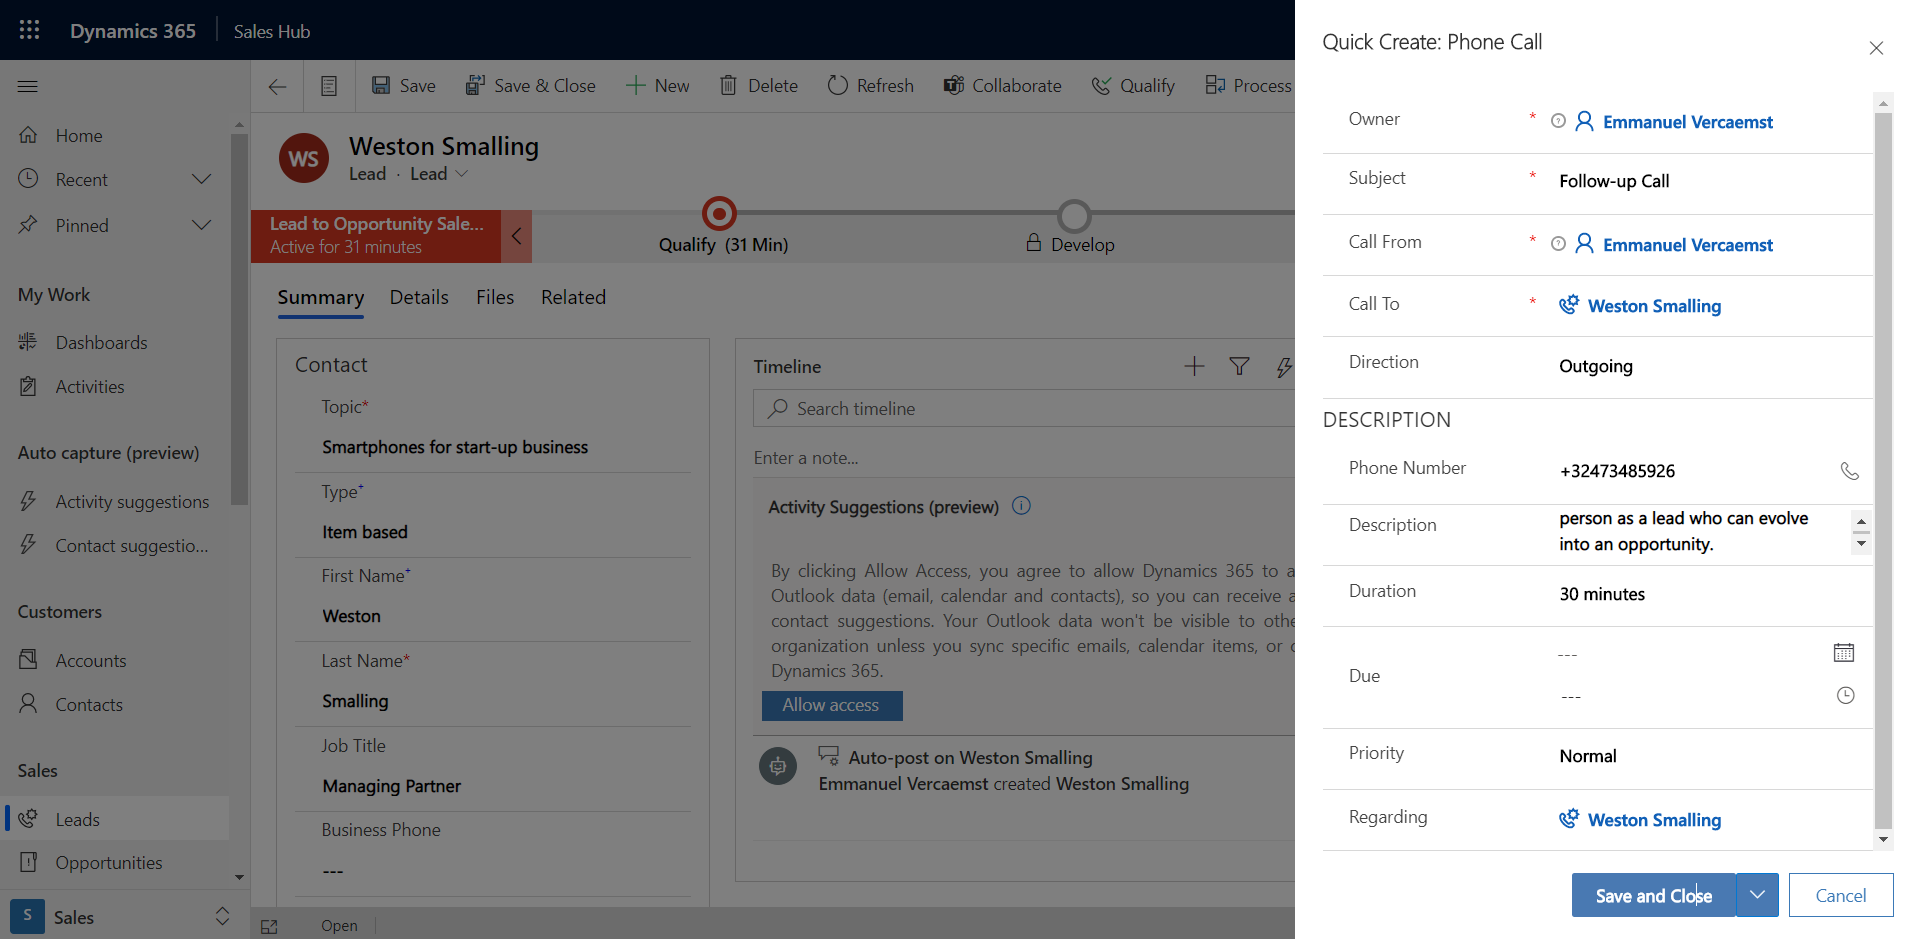 Dynamics 365
Sales Hub
Save
Save & Close
New
Delete
Refresh
Collaborate
Qualify
Process
Home
Recent
Pinned
My Work
Dashboards
Activities
Auto capture (preview)
Activity suggestions
Contact suggestio...
Customers
Accounts
Contacts
Sales
Leads
Opportunities
S
Sales
WS
Weston Smalling
Lead · Lead
Lead to Opportunity Sale...
Active for 31 minutes
Qualify (31 Min)
Develop
Summary
Details
Files
Related
Contact
Topic*
Smartphones for start-up business
Type+
Item based
First Name+
Weston
Last Name*
Smalling
Job Title
Managing Partner
Business Phone
---
Timeline
Search timeline
Enter a note...
Activity Suggestions (preview)
By clicking Allow Access, you agree to allow Dynamics 365 to a
Outlook data (email, calendar and contacts), so you can receive a
contact suggestions. Your Outlook data won't be visible to othe
organization unless you sync specific emails, calendar items, or c
Dynamics 365.
Allow access
Auto-post on Weston Smalling
Emmanuel Vercaemst created Weston Smalling
Open
Quick Create: Phone Call
Owner
*
Emmanuel Vercaemst
Subject
*
Follow-up Call
Call From
*
Emmanuel Vercaemst
Call To
*
Weston Smalling
Direction
Outgoing
DESCRIPTION
Phone Number
+32473485926
Description
person as a lead who can evolve
into an opportunity.
Duration
30 minutes
Due
---
---
Priority
Normal
Regarding
Weston Smalling
Save and Close
Cancel